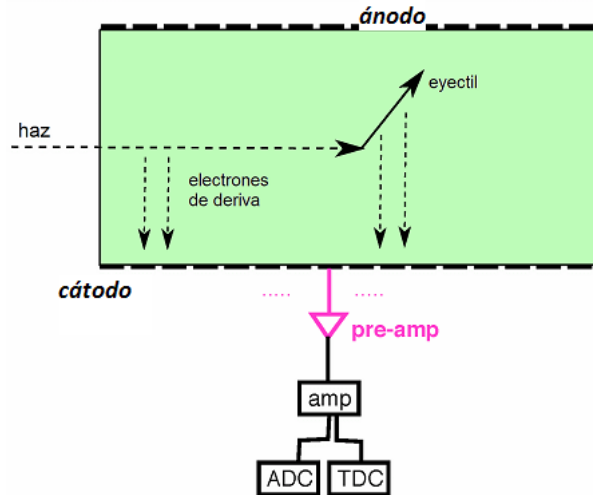 ánodo
eyectil
haz
electrones
de deriva
cátodo
..... .....
pre-amp
amp
ADC TDC